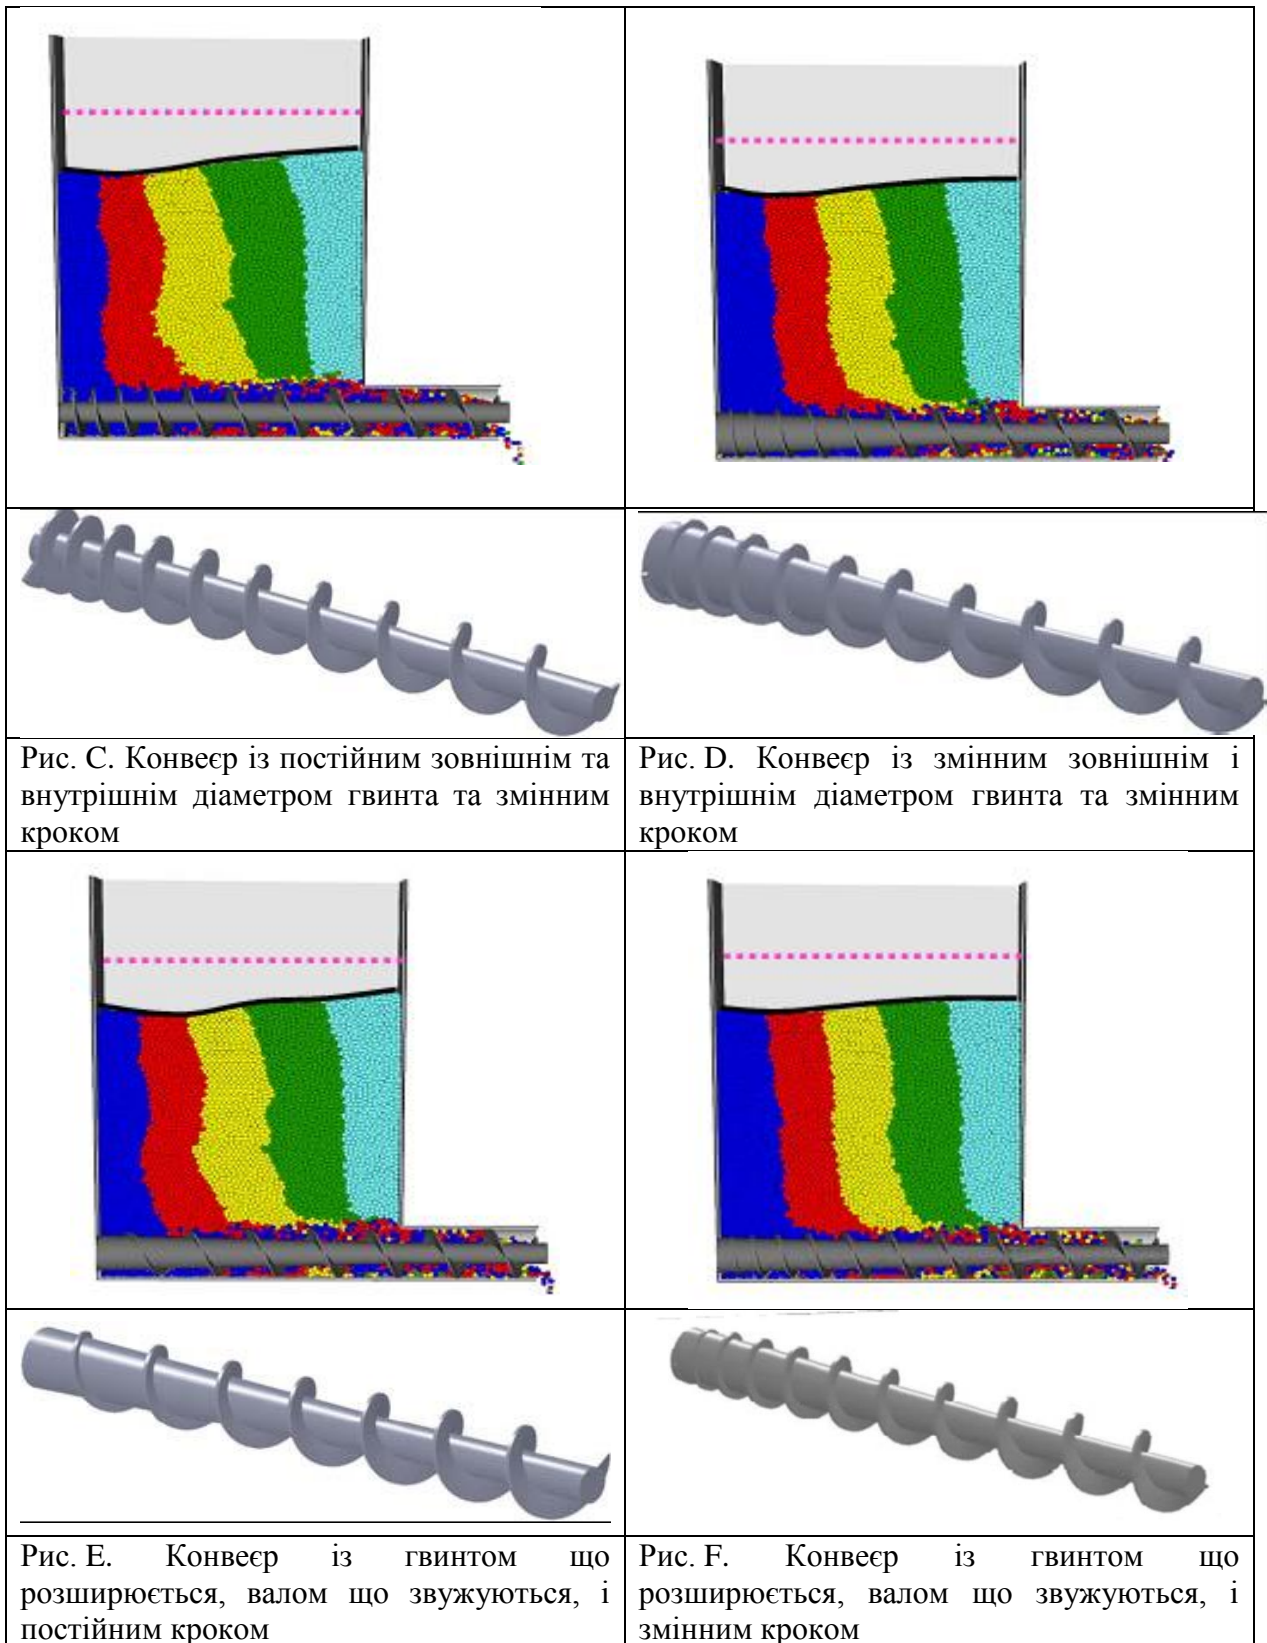 Рис. C. Конвеєр із постійним зовнішнім та
внутрішнім діаметром гвинта та змінним
кроком
Рис. D. Конвеєр із змінним зовнішнім і
внутрішнім діаметром гвинта та змінним
кроком
Рис. E. Конвеєр із гвинтом що
розширюється, валом що звужуються, і
постійним кроком
Рис. F. Конвеєр із гвинтом що
розширюється, валом що звужуються, і
змінним кроком